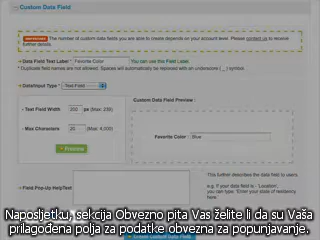 Custom Data Field
IMPORTANT The number of custom data fields you are able to create depends on your account level. Please contact us to receive
further details.
Data Field Text Label * Favorite Color You can use this Field Label
* Duplicate field names are not allowed. Spaces will automatically be replaced with an underscore ( _ ) symbol.
Data/Input Type * Text Field
Text Field Width 200 px (Max: 250)
Max Characters 20 (Max: 4,000)
Preview
Custom Data Field Preview :
Favorite Color : Blue
Field Pop-Up Help Text
This further describes the data field to users.
e.g. If your data field is - 'Location',
you can type 'Enter your state of residency
here'.
Naposljetku, sekcija Obvezno pita Vas želite li da su Vaša
prilagođena polja za podatke obvezna za popunjavanje.